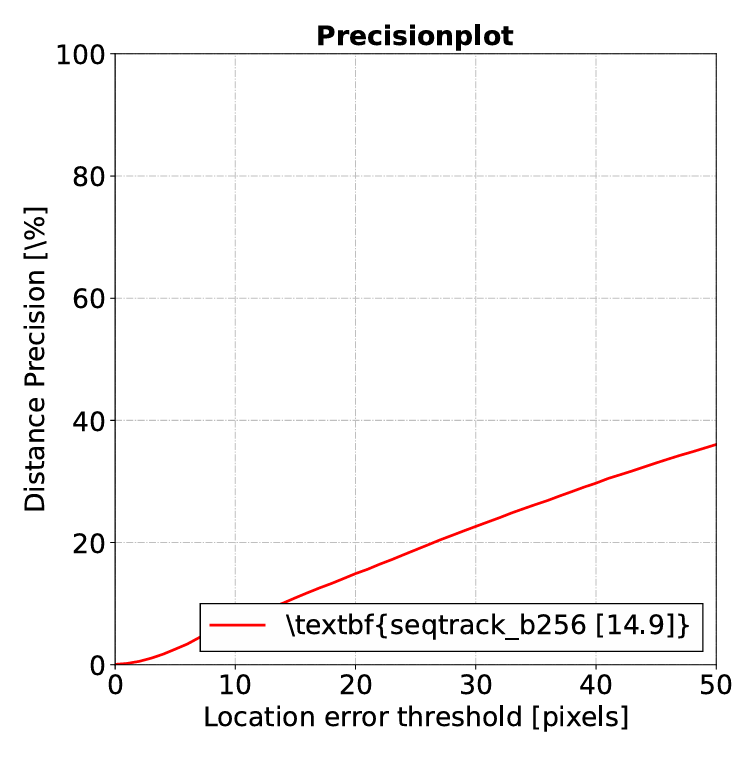 Precisionplot
100
80
60
40
20
0
Distance Precision [\%]
\textbf{seqtrack_b256 [14.9]}
0 10 20 30 40 50
Location error threshold [pixels]